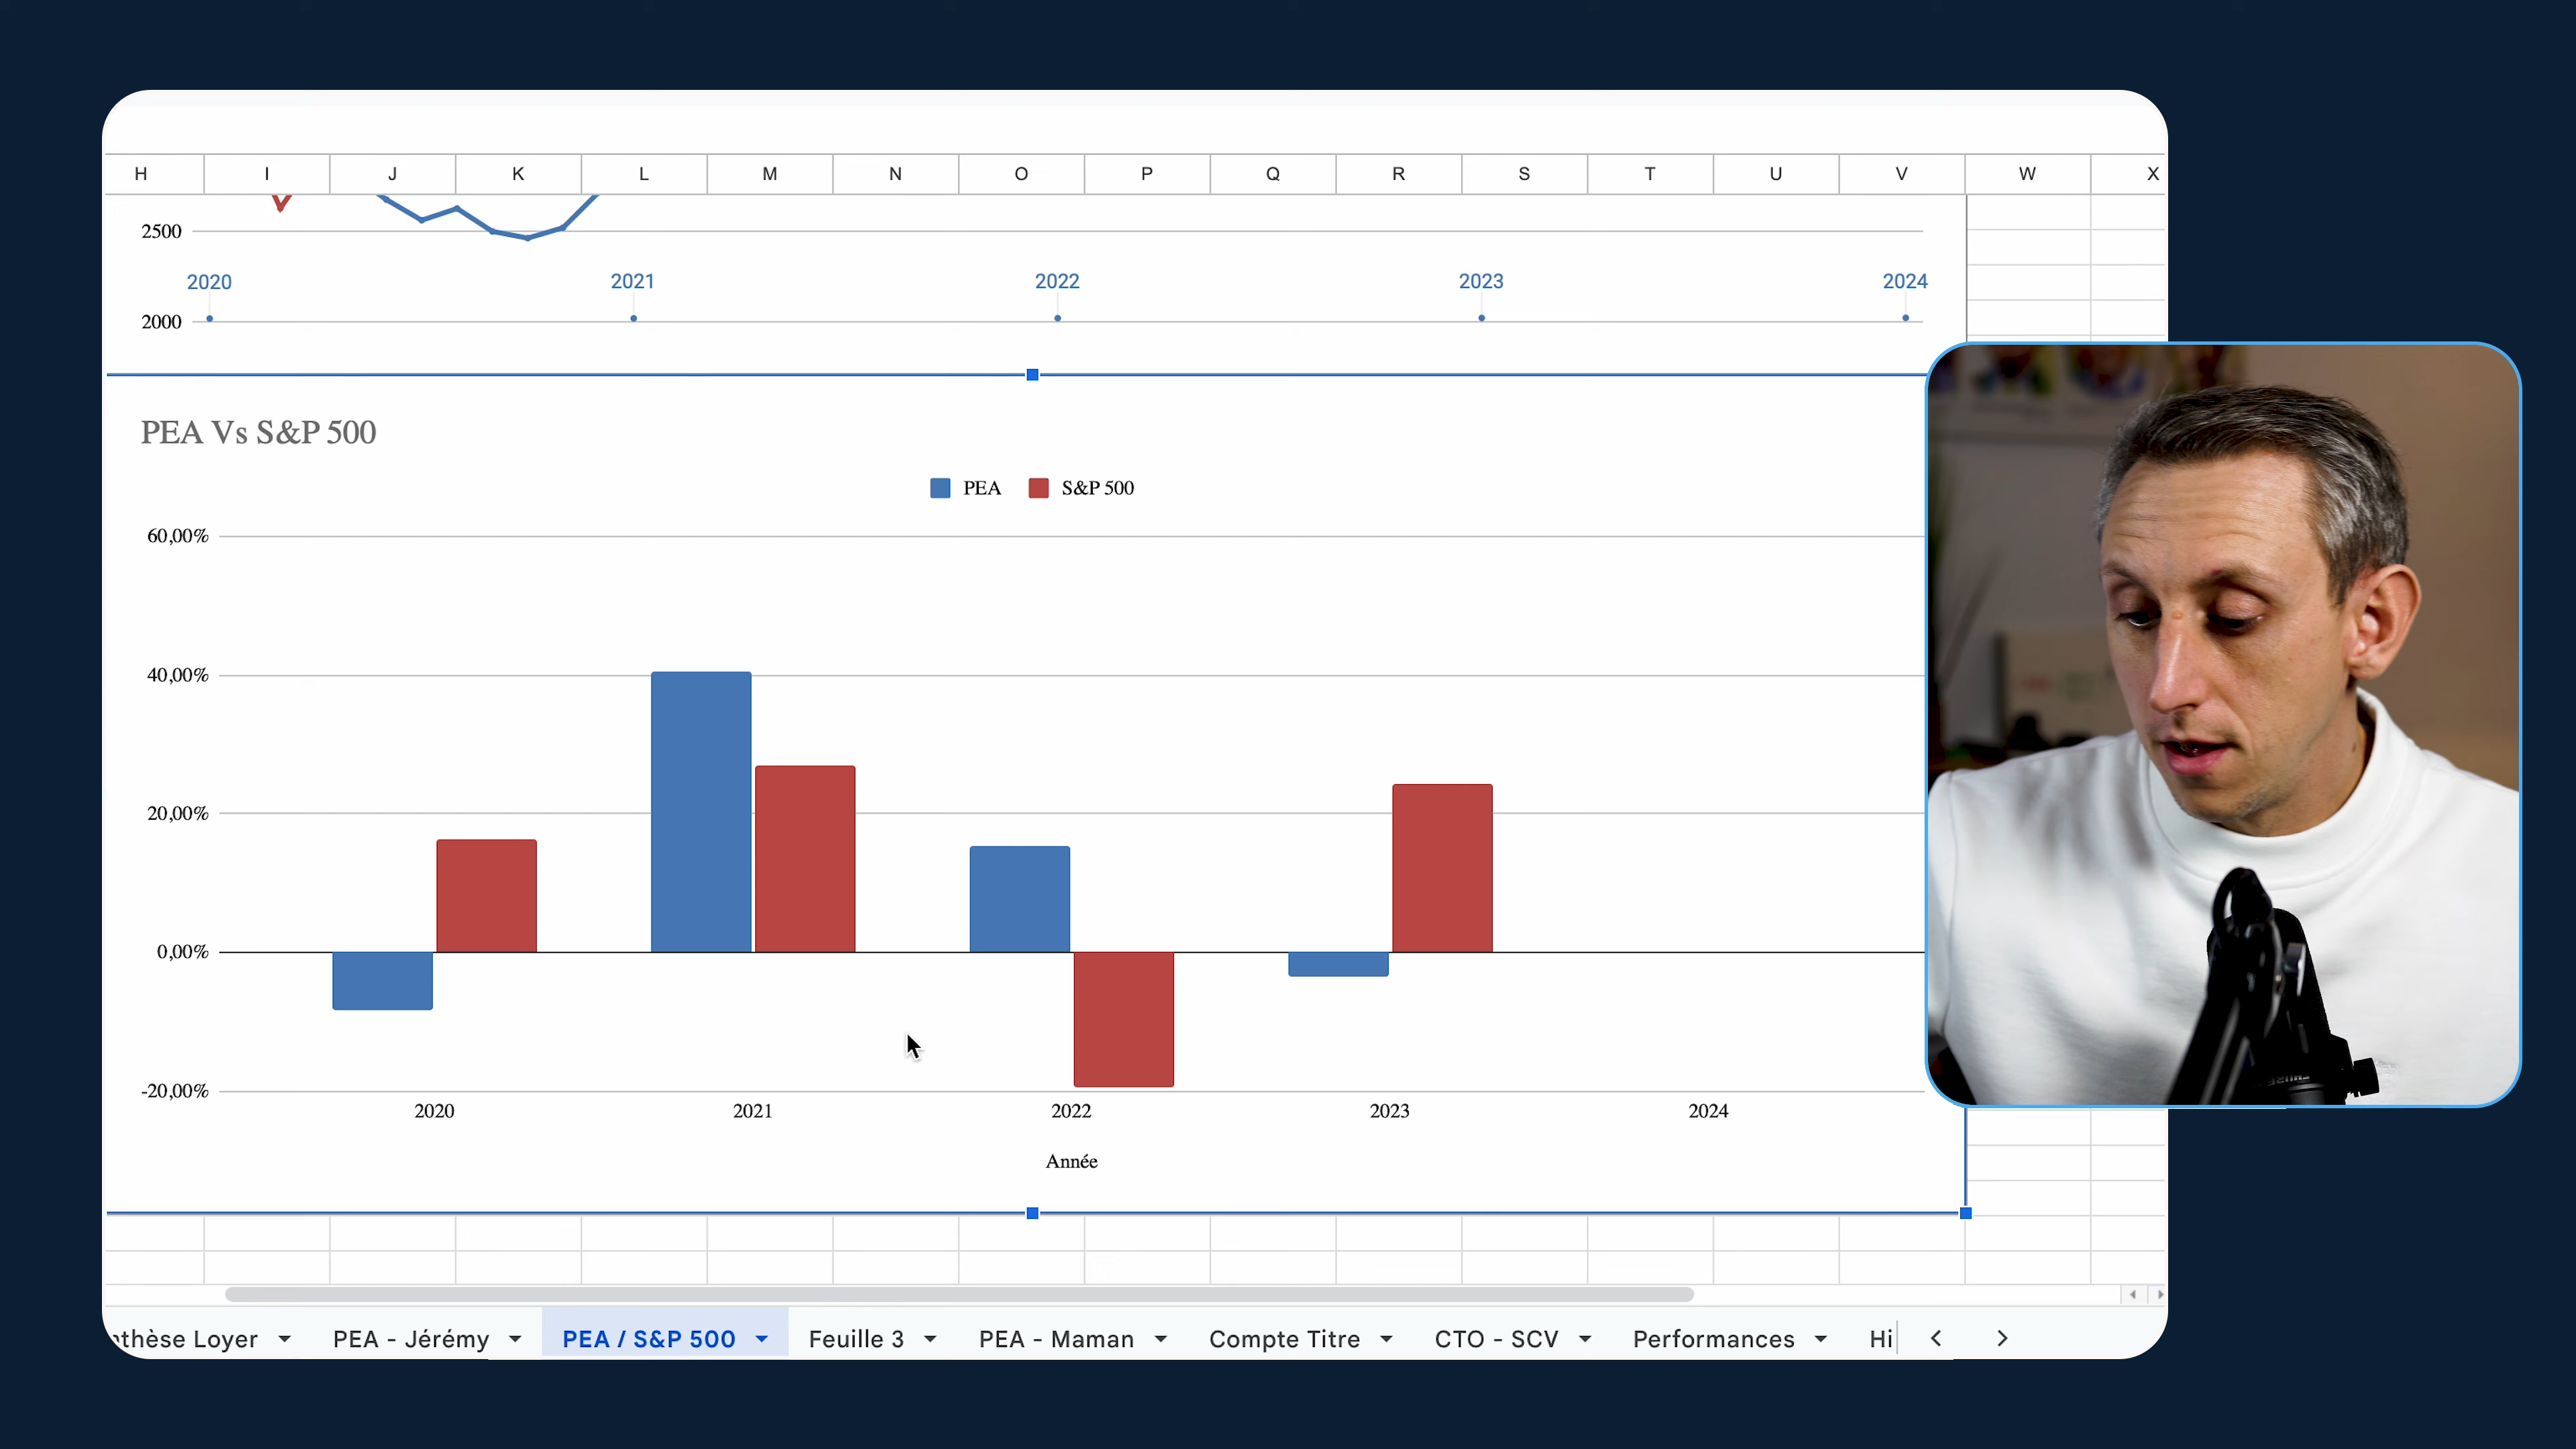 H I J K L M N O P Q R S T U V W X
2500
2020 2021 2022 2023 2024
2000
PEA Vs S&P 500
PEA S&P 500
60,00%
40,00%
20,00%
0,00%
-20,00%
2020 2021 2022 2023 2024
Année
nthèse Loyer PEA - Jérémy PEA / S&P 500 Feuille 3 PEA - Maman Compte Titre CTO - SCV Performances Hi